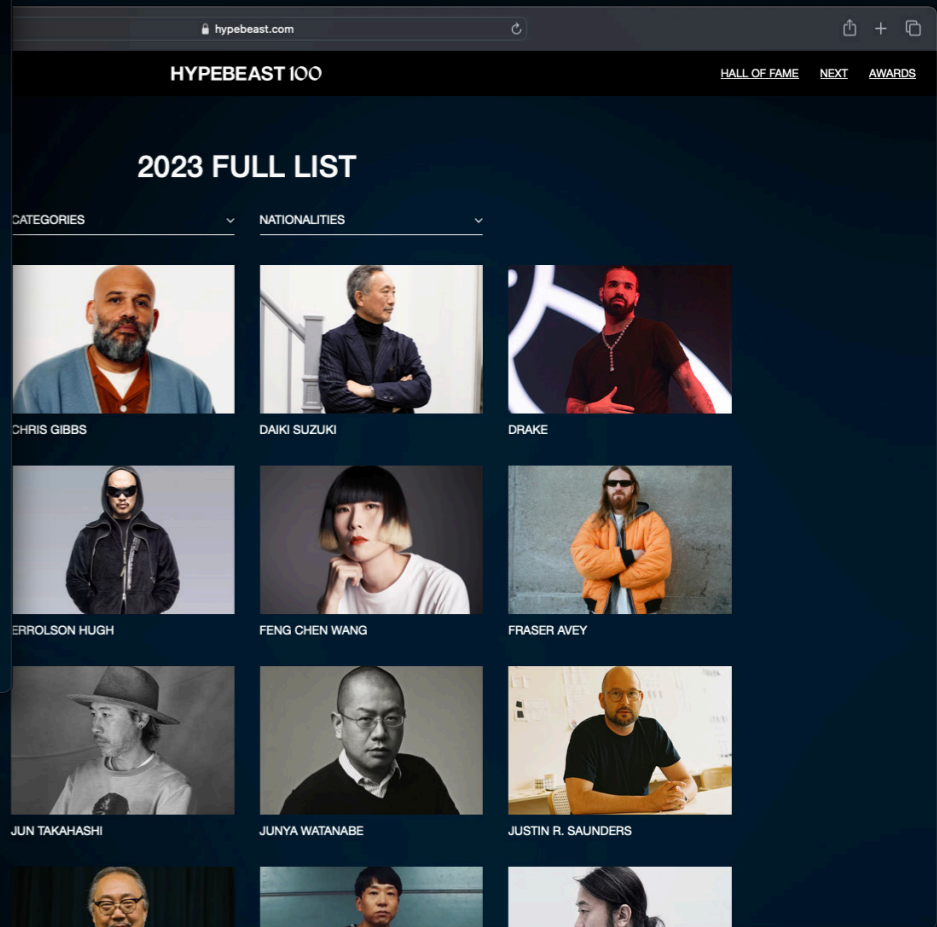 hypebeast.com
HYPEBEAST 100
HALL OF FAME NEXT AWARDS
2023 FULL LIST
CATEGORIES NATIONALITIES
CHRIS GIBBS DAIKI SUZUKI DRAKE
ERROLSON HUGH FENG CHEN WANG FRASER AVEY
JUN TAKAHASHI JUNYA WATANABE JUSTIN R. SAUNDERS